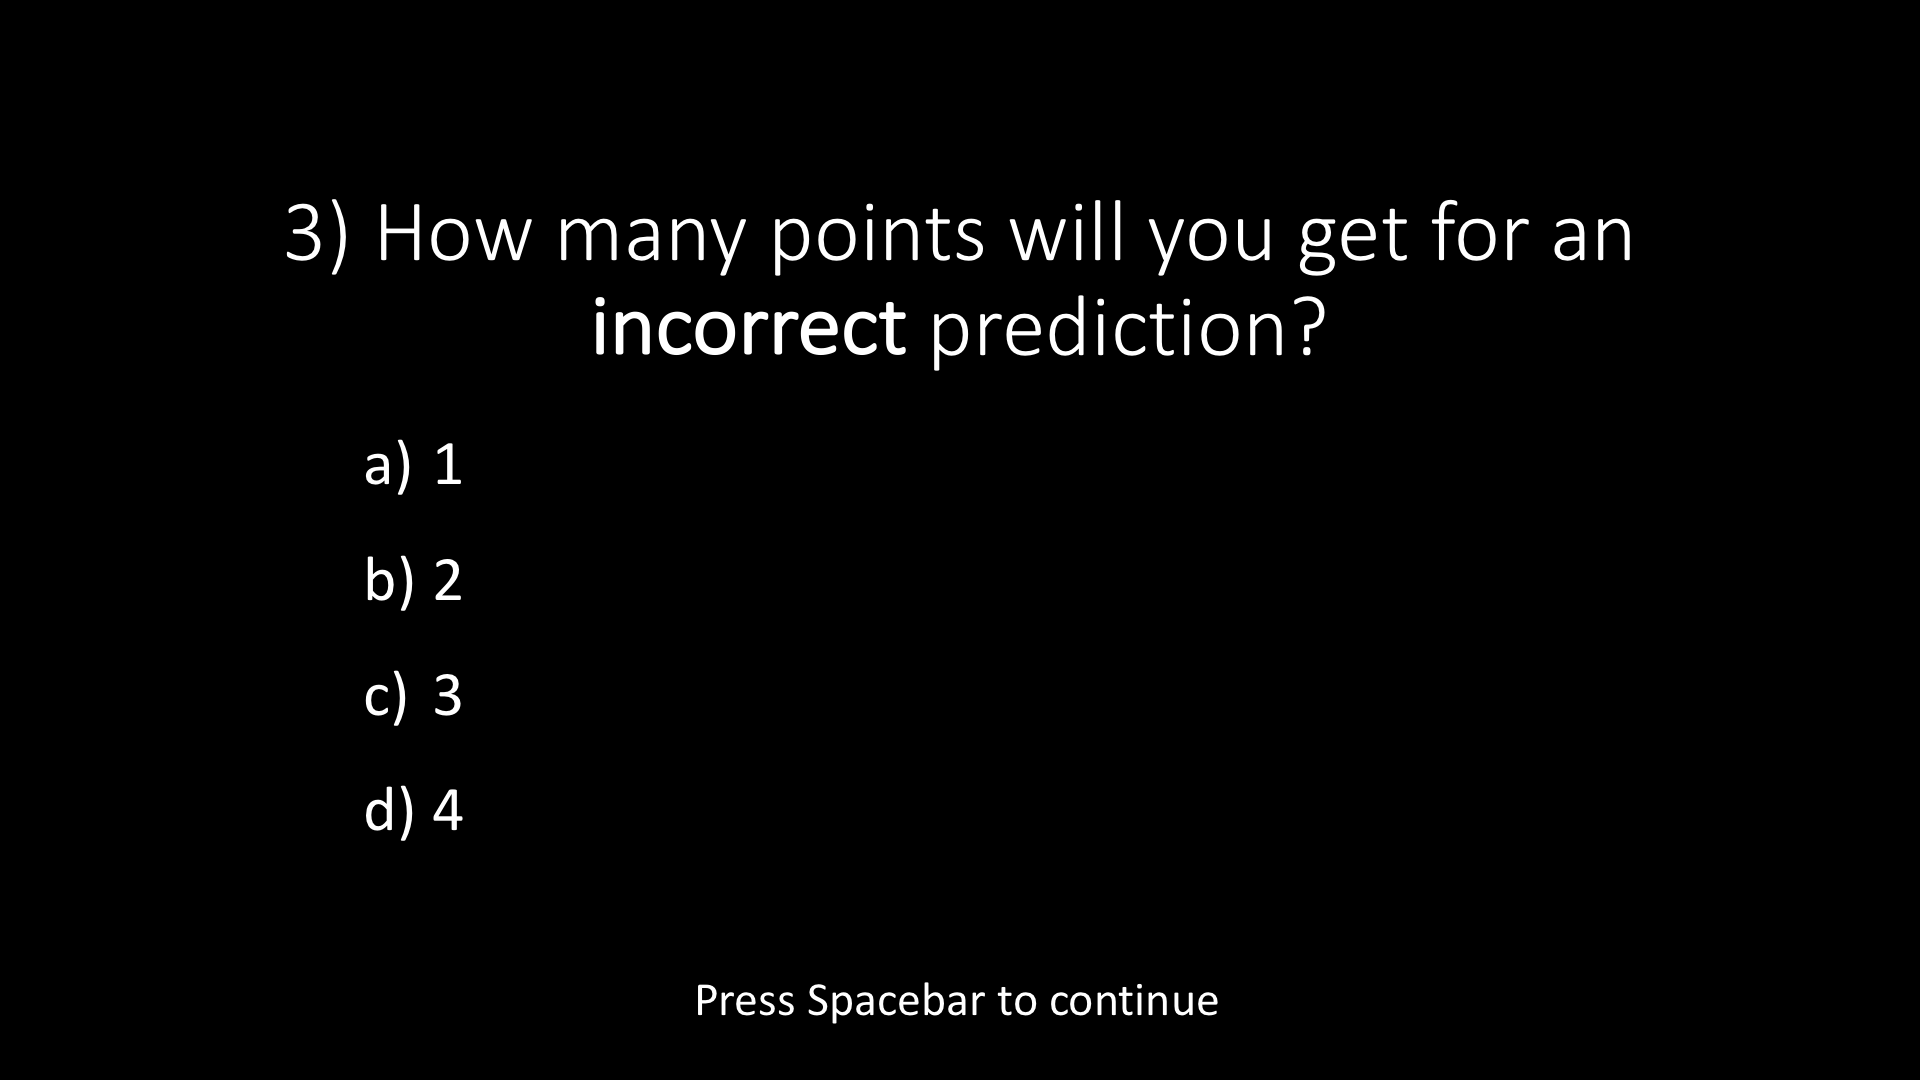 3) How many points will you get for an
incorrect prediction?
a) 1
b) 2
c) 3
d) 4
Press Spacebar to continue